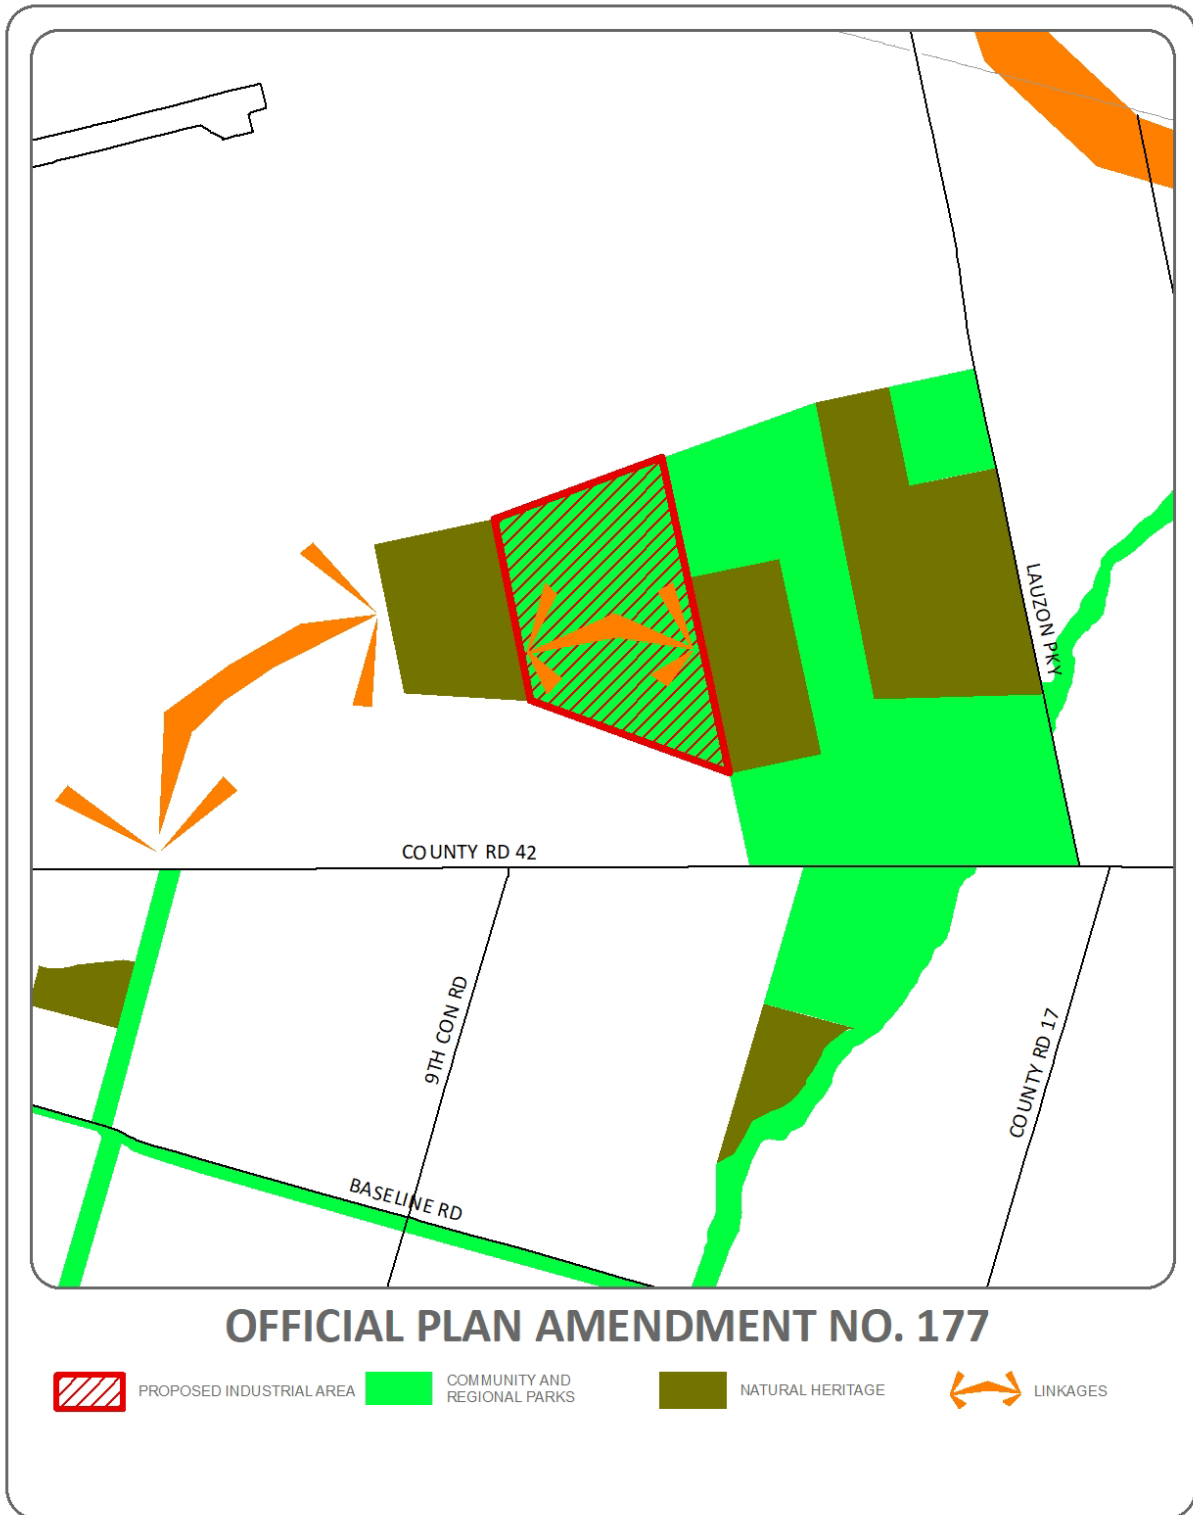 LAUZON PKY
COUNTY RD 42
9TH CON RD
COUNTY RD 17
BASELINE RD
OFFICIAL PLAN AMENDMENT NO. 177
PROPOSED INDUSTRIAL AREA
COMMUNITY AND
REGIONAL PARKS
NATURAL HERITAGE
LINKAGES